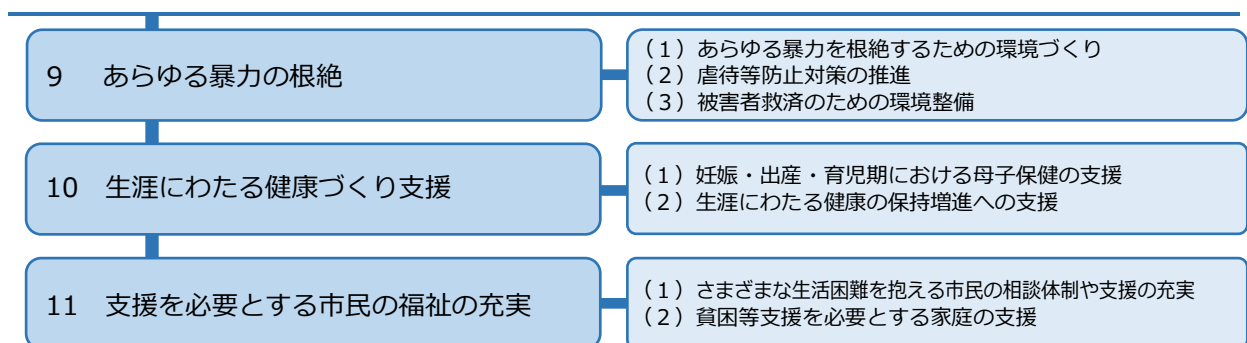 9 あらゆる暴力の根絶
（１）あらゆる暴力を根絶するための環境づくり
（２）虐待等防止対策の推進
（３）被害者救済のための環境整備
10 生涯にわたる健康づくり支援
（１）妊娠・出産・育児期における母子保健の支援
（２）生涯にわたる健康の保持増進への支援
11 支援を必要とする市民の福祉の充実
（１）さまざまな生活困難を抱える市民の相談体制や支援の充実
（２）貧困等支援を必要とする家庭の支援